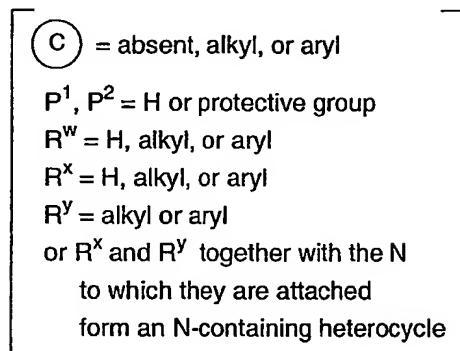 C = absent, alkyl, or aryl
P¹, P² = H or protective group
Rʷ = H, alkyl, or aryl
Rˣ = H, alkyl, or aryl
Rʸ = alkyl or aryl
or Rˣ and Rʸ together with the N
to which they are attached
form an N-containing heterocycle